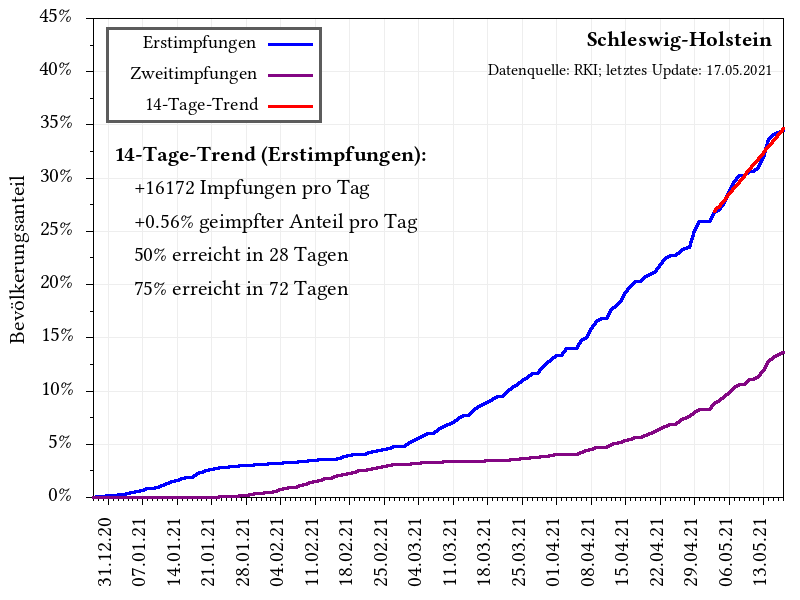 45%
40%
35%
30%
25%
20%
15%
10%
5%
0%
Bevölkerungsanteil
Erstimpfungen
Zweitimpfungen
14-Tage-Trend
Schleswig-Holstein
Datenquelle: RKI; letztes Update: 17.05.2021
14-Tage-Trend (Erstimpfungen):
+16172 Impfungen pro Tag
+0.56% geimpfter Anteil pro Tag
50% erreicht in 28 Tagen
75% erreicht in 72 Tagen
31.12.20
07.01.21
14.01.21
21.01.21
28.01.21
04.02.21
11.02.21
18.02.21
25.02.21
04.03.21
11.03.21
18.03.21
25.03.21
01.04.21
08.04.21
15.04.21
22.04.21
29.04.21
06.05.21
13.05.21